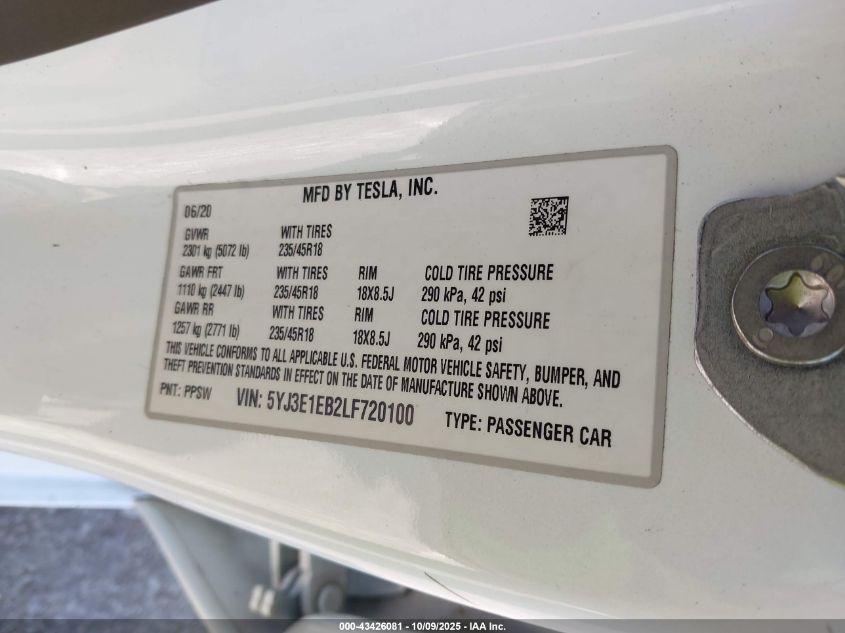 MFD BY TESLA, INC.
06/20
GVWR WITH TIRES
2301 kg (5072 lb) 235/45R18
GAWR FRT WITH TIRES RIM COLD TIRE PRESSURE
1110 kg (2447 lb) 235/45R18 18X8.5J 290 kPa, 42 psi
GAWR RR WITH TIRES RIM COLD TIRE PRESSURE
1257 kg (2771 lb) 235/45R18 18X8.5J 290 kPa, 42 psi
THIS VEHICLE CONFORMS TO ALL APPLICABLE U.S. FEDERAL MOTOR VEHICLE SAFETY, BUMPER, AND
THEFT PREVENTION STANDARDS IN EFFECT ON THE DATE OF MANUFACTURE SHOWN ABOVE.
PNT: PPSW VIN: 5YJ3E1EB2LF720100 TYPE: PASSENGER CAR
000-43426081 - 10/09/2025 - IAA Inc.